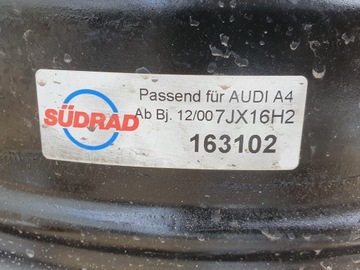 SÜDRAD
Passend für AUDI A4
Ab Bj. 12/007JX16H2
163102